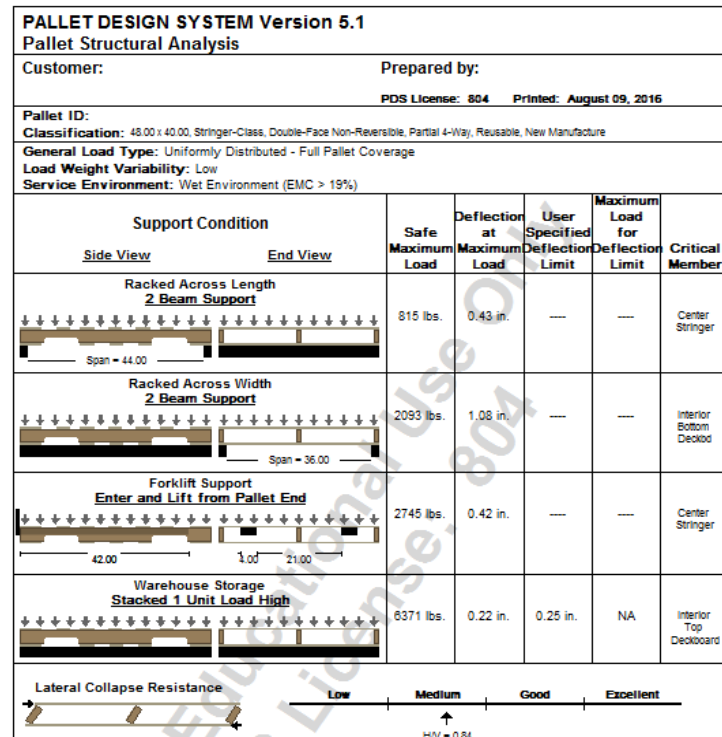 PALLET DESIGN SYSTEM Version 5.1
Pallet Structural Analysis
Customer: Prepared by:
PDS License: 804 Printed: August 09, 2016
Pallet ID:
Classification: 48.00 x 40.00, Stringer-Class, Double-Face Non-Reversible, Partial 4-Way, Reusable, New Manufacture
General Load Type: Uniformly Distributed - Full Pallet Coverage
Load Weight Variability: Low
Service Environment: Wet Environment (EMC > 19%)
Support Condition
Side View End View
Safe Maximum Load
Deflection at Maximum Load
User Specified Deflection Limit
Maximum Load for Deflection Limit
Critical Member
Racked Across Length
2 Beam Support
Span = 44.00
815 lbs. 0.43 in. ---- ---- Center Stringer
Racked Across Width
2 Beam Support
Span = 36.00
2093 lbs. 1.08 in. ---- ---- Interior Bottom Deckbd
Forklift Support
Enter and Lift from Pallet End
42.00 4.00 21.00
2745 lbs. 0.42 in. ---- ---- Center Stringer
Warehouse Storage
Stacked 1 Unit Load High
6371 lbs. 0.22 in. 0.25 in. NA Interior Top Deckboard
Lateral Collapse Resistance
Low Medium Good Excellent
H/V = 0.84
Educational Use Only
License: 804